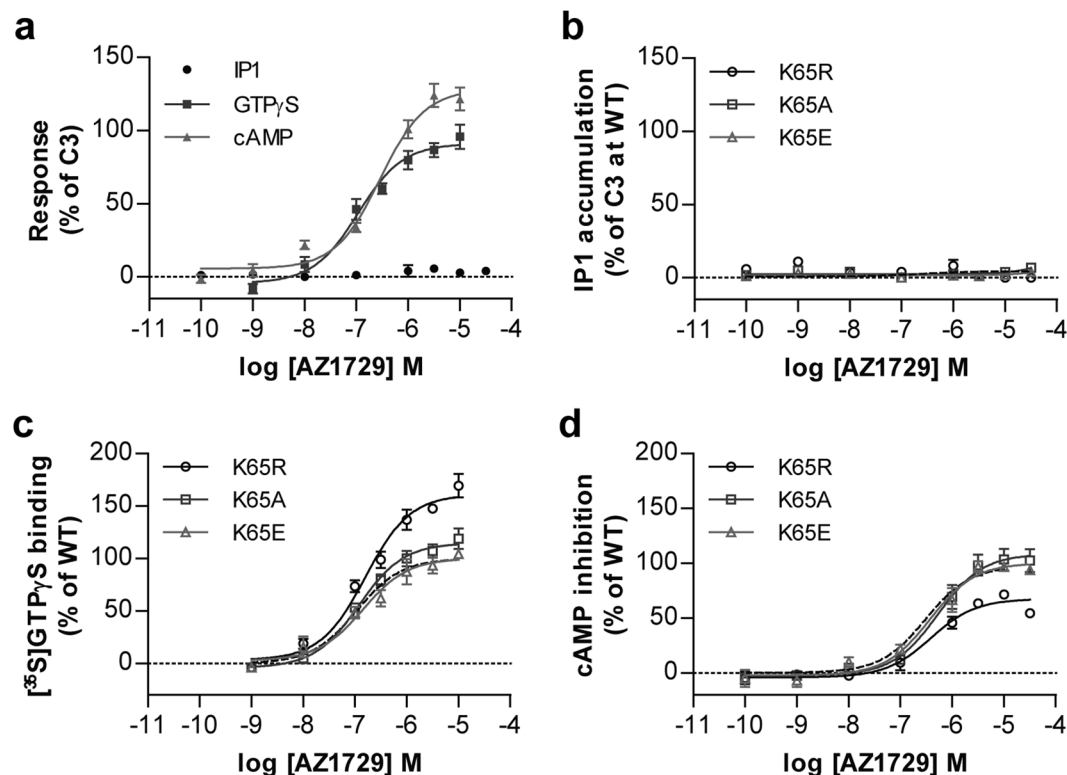 a
150
100
50
0
Response
(% of C3)
IP1
GTPγS
cAMP
-11 -10 -9 -8 -7 -6 -5 -4
log [AZ1729] M
b
150
100
50
0
IP1 accumulation
(% of C3 at WT)
K65R
K65A
K65E
-11 -10 -9 -8 -7 -6 -5 -4
log [AZ1729] M
c
200
150
100
50
0
[³⁵S]GTPγS binding
(% of WT)
K65R
K65A
K65E
-11 -10 -9 -8 -7 -6 -5 -4
log [AZ1729] M
d
200
150
100
50
0
cAMP inhibition
(% of WT)
K65R
K65A
K65E
-11 -10 -9 -8 -7 -6 -5 -4
log [AZ1729] M